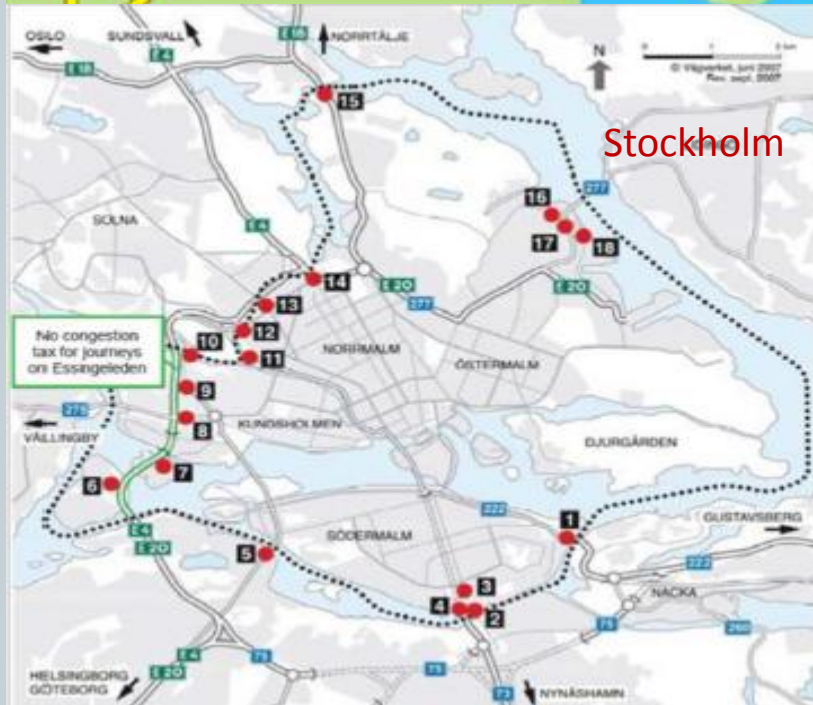 OSLO
SUNDSVALL
NORRTÄLJE
E 18
E 4
E 18
N
© Vägverket, juni 2007
Rev. sept. 2007
Stockholm
15
277
16
17
18
SOLNA
E 4
14
E 20
277
E 20
13
No congestion
tax for journeys
on Essingeleden
10
12
11
NORRMALM
ÖSTERMALM
9
275
8
KUNGSHOLMEN
VÄLLINGBY
DJURGÅRDEN
7
6
222
1
GUSTAVSBERG
E 4
E 20
5
SÖDERMALM
222
3
4
2
NACKA
75
260
E 4
E 20
75
75
HELSINGBORG
GÖTEBORG
73
NYNÄSHAMN